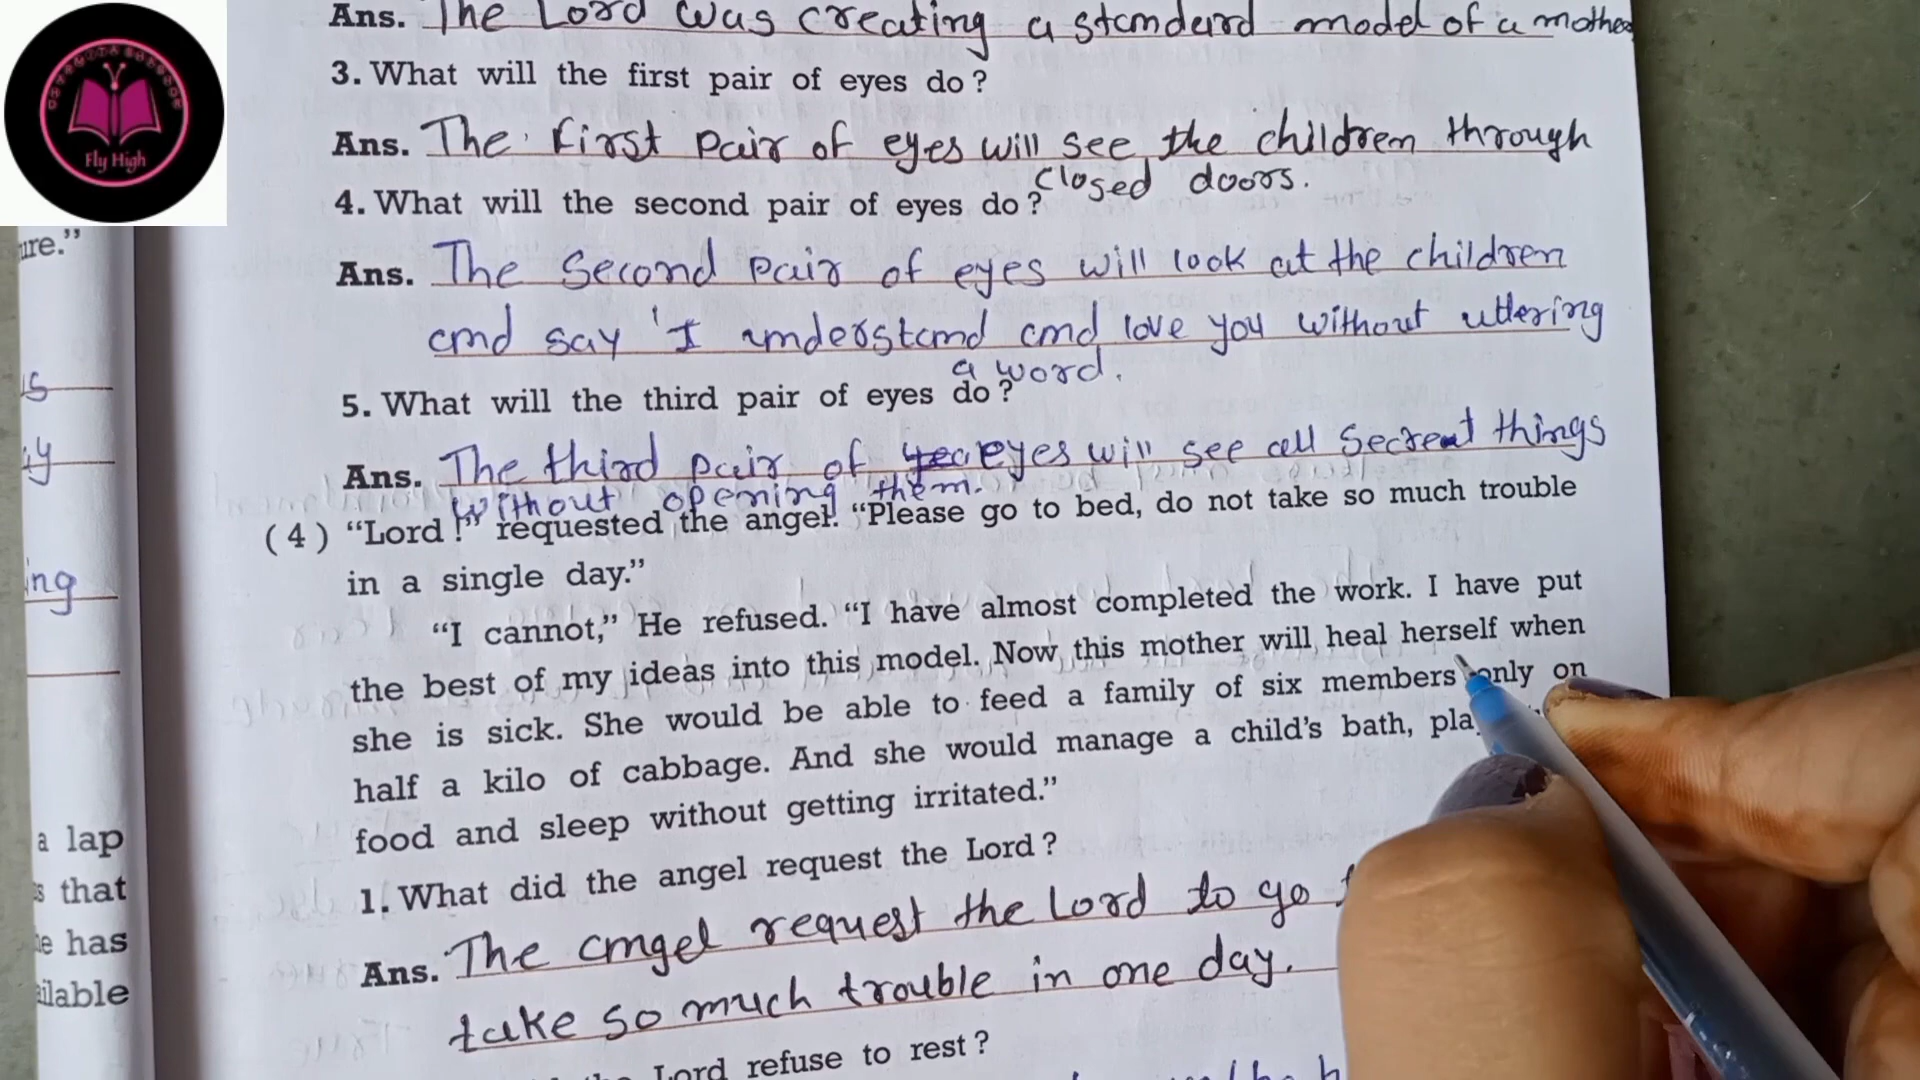 Ans. The Lord was creating a standard model of a mother
3. What will the first pair of eyes do?
Ans. The first pair of eyes will see the children through
closed doors.
4. What will the second pair of eyes do?
Ans. The second pair of eyes will look at the children
and say 'I understand and love you without uttering
a word.
5. What will the third pair of eyes do?
Ans. The third pair of eyes will see all secret things
without opening them.
(4) “Lord!” requested the angel. “Please go to bed, do not take so much trouble
in a single day.”
“I cannot,” He refused. “I have almost completed the work. I have put
the best of my ideas into this model. Now this mother will heal herself when
she is sick. She would be able to feed a family of six members only on
half a kilo of cabbage. And she would manage a child's bath,
food and sleep without getting irritated.”
1. What did the angel request the Lord?
Ans. The angel request the Lord to go
take so much trouble in one day.
Lord refuse to rest?
Fly High
ure.”
ing
a lap
that
has